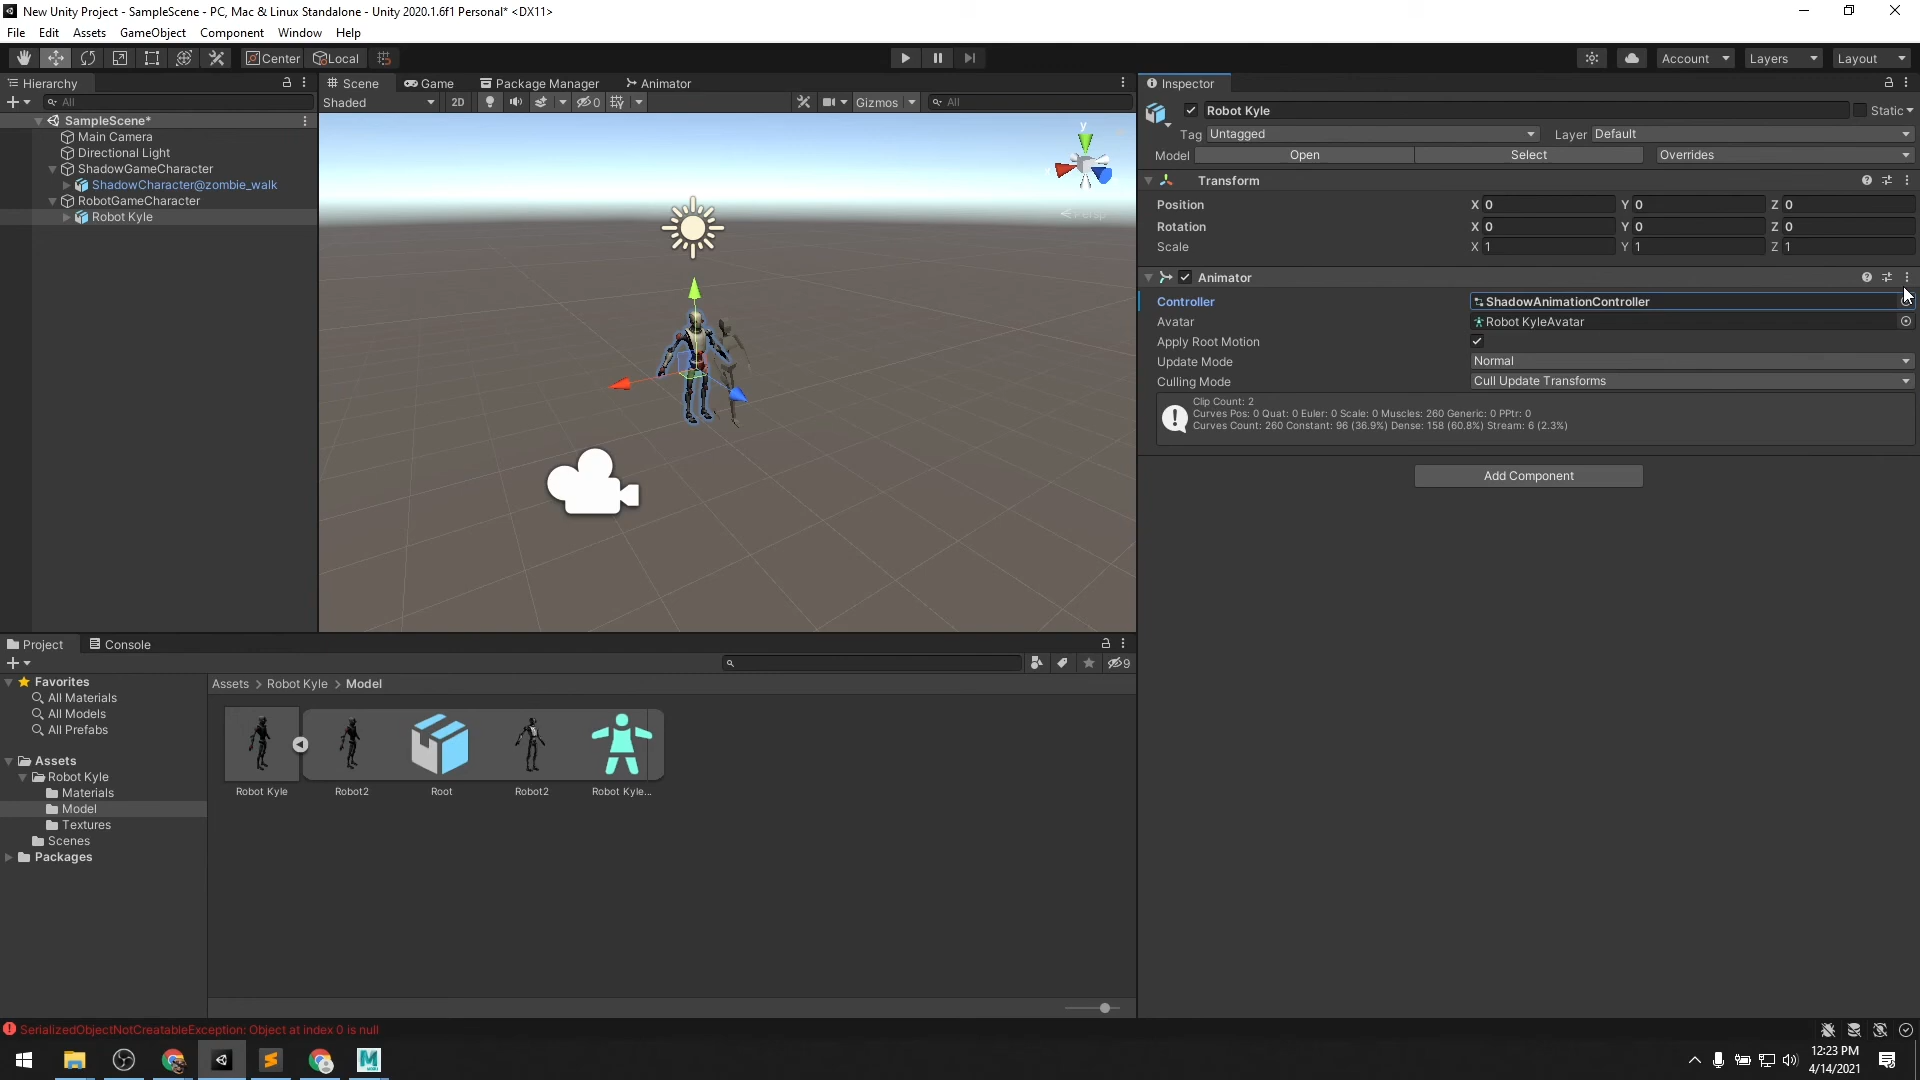 New Unity Project - SampleScene - PC, Mac & Linux Standalone - Unity 2020.1.6f1 Personal* <DX11>
File Edit Assets GameObject Component Window Help
Center Local Account Layers Layout
Hierarchy
All
SampleScene*
Main Camera
Directional Light
ShadowGameCharacter
ShadowCharacter@zombie_walk
RobotGameCharacter
Robot Kyle
Scene Game Package Manager Animator
Shaded 2D 0 Gizmos All
y
Persp
Inspector
Robot Kyle Static
Tag Untagged Layer Default
Model Open Select Overrides
Transform
Position X 0 Y 0 Z 0
Rotation X 0 Y 0 Z 0
Scale X 1 Y 1 Z 1
Animator
Controller ShadowAnimationController
Avatar Robot KyleAvatar
Apply Root Motion
Update Mode Normal
Culling Mode Cull Update Transforms
Clip Count: 2
Curves Pos: 0 Quat: 0 Euler: 0 Scale: 0 Muscles: 260 Generic: 0 PPtr: 0
Curves Count: 260 Constant: 96 (36.9%) Dense: 158 (60.8%) Stream: 6 (2.3%)
Add Component
Project Console
9
Favorites
All Materials
All Models
All Prefabs
Assets
Robot Kyle
Materials
Model
Textures
Scenes
Packages
Assets > Robot Kyle > Model
Robot Kyle Robot2 Root Robot2 Robot Kyle...
SerializedObjectNotCreatableException: Object at index 0 is null
M
12:23 PM
4/14/2021